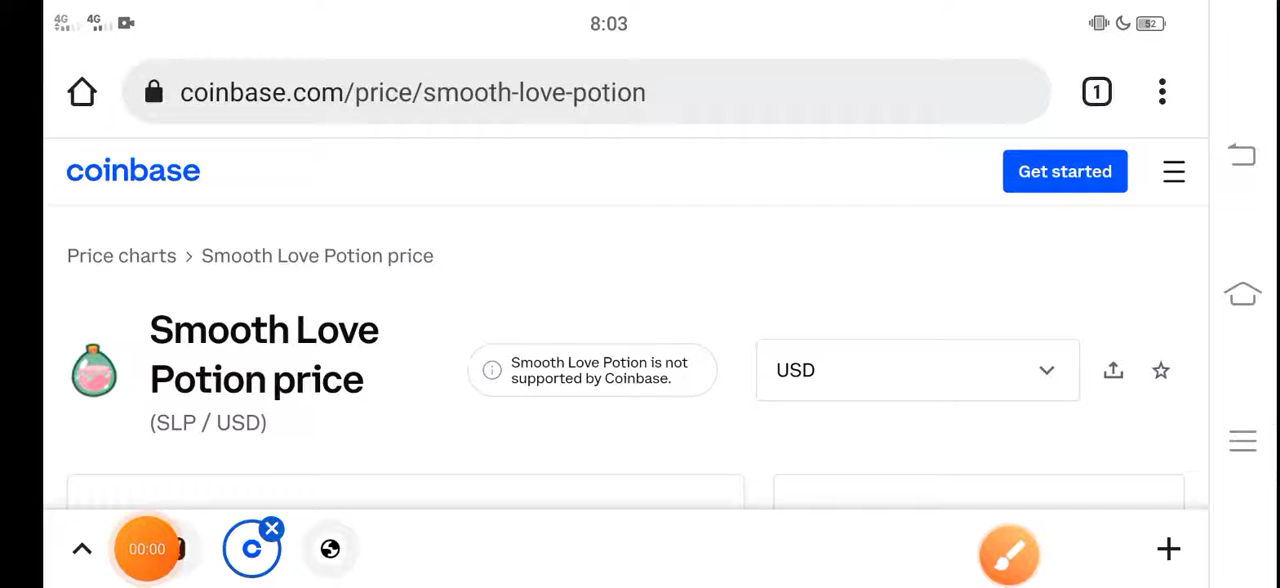 4G 4G 8:03 52
coinbase.com/price/smooth-love-potion 1
coinbase Get started
Price charts > Smooth Love Potion price
Smooth Love
Potion price
(SLP / USD)
Smooth Love Potion is not
supported by Coinbase.
USD
00:00